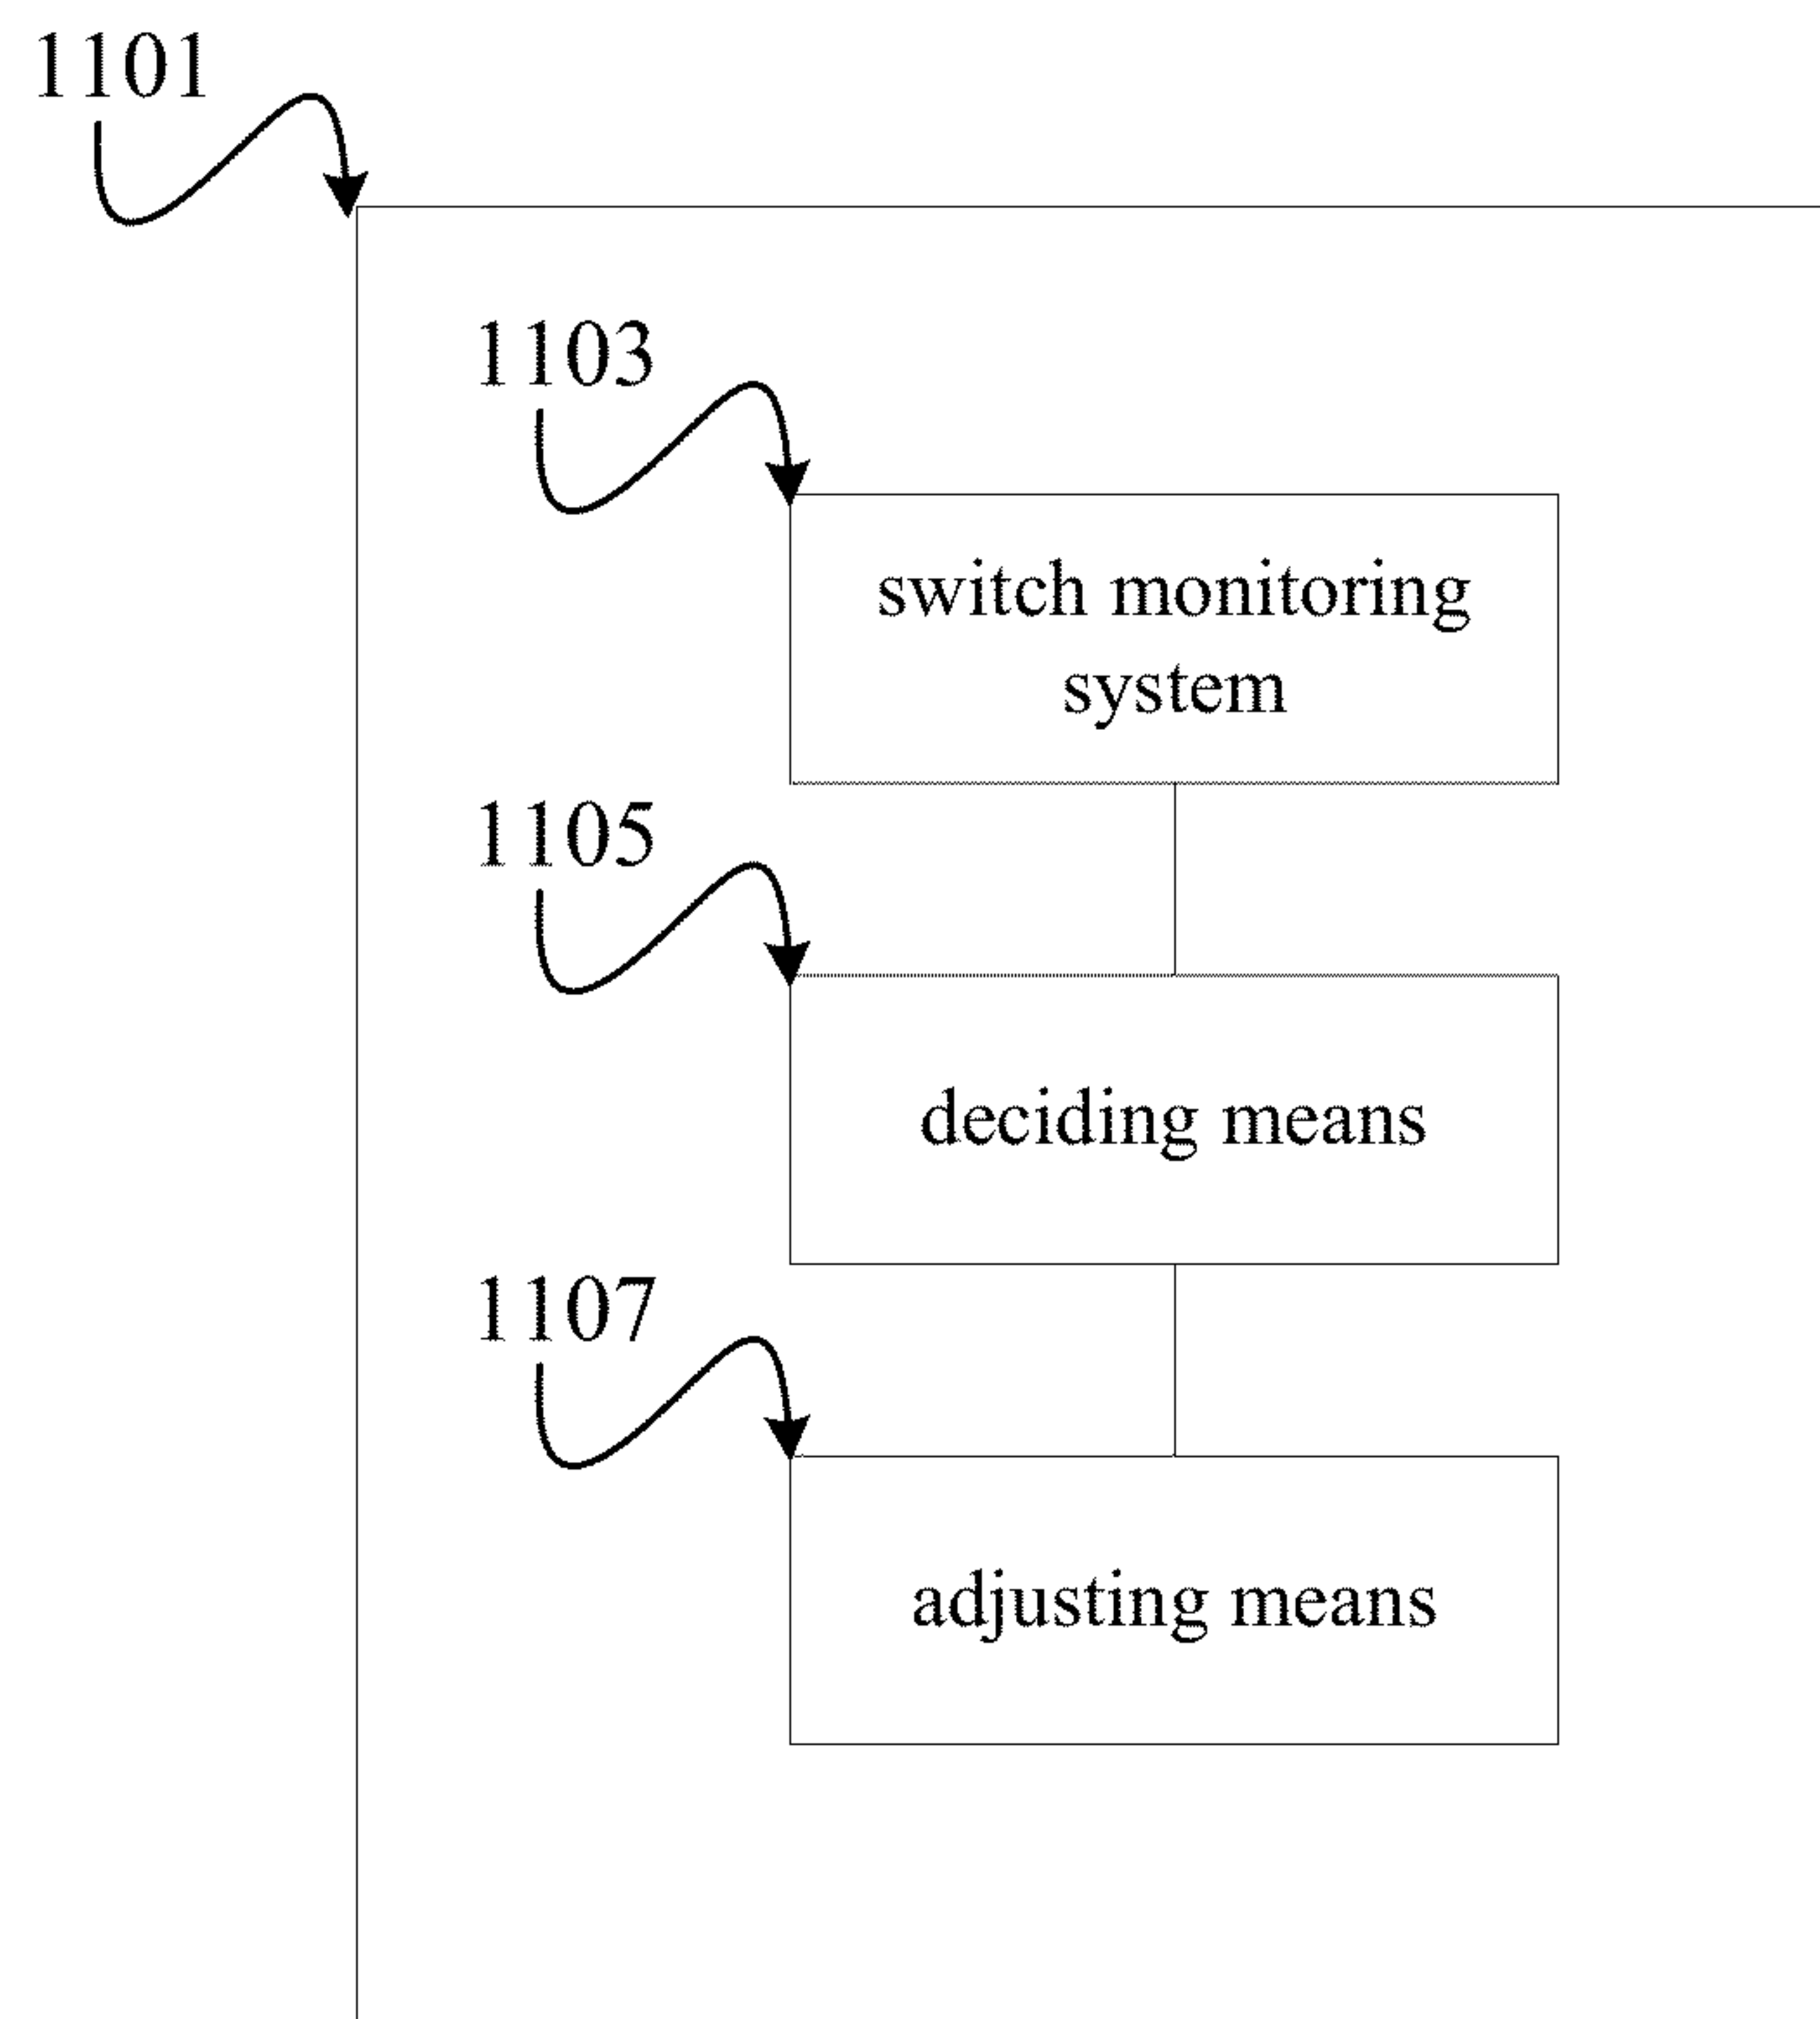 1101
1103
switch monitoring
system
1105
deciding means
1107
adjusting means